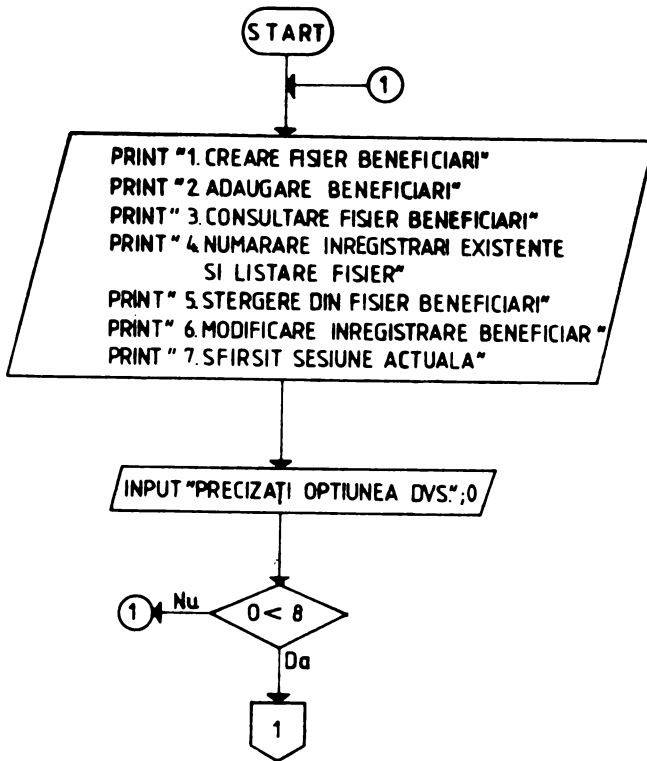 START
1
PRINT "1. CREARE FISIER BENEFICIARI"
PRINT "2 ADAUGARE BENEFICIARI"
PRINT" 3. CONSULTARE FISIER BENEFICIARI"
PRINT" 4. NUMARARE INREGISTRARI EXISTENTE
SI LISTARE FISIER"
PRINT" 5. STERGERE DIN FISIER BENEFICIARI"
PRINT" 6. MODIFICARE INREGISTRARE BENEFICIAR "
PRINT" 7. SFIRSIT SESIUNE ACTUALA"
INPUT "PRECIZAȚI OPTIUNEA DVS.";O
1 Nu O < 8
Da
1